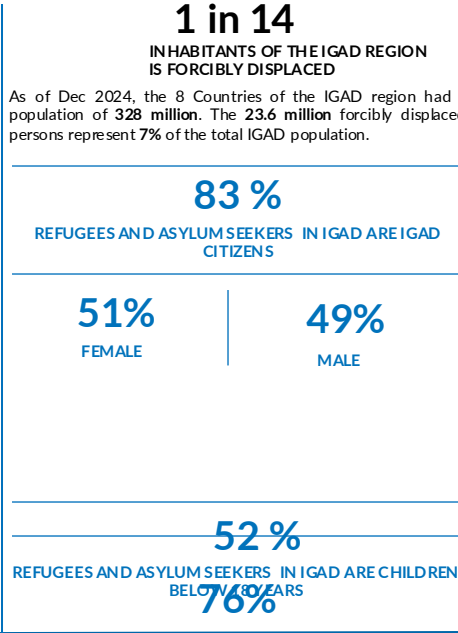 1 in 14
INHABITANTS OF THE IGAD REGION
IS FORCIBLY DISPLACED
As of Dec 2024, the 8 Countries of the IGAD region had
population of 328 million. The 23.6 million forcibly displace
persons represent 7% of the total IGAD population.
83 %
REFUGEES AND ASYLUM SEEKERS IN IGAD ARE IGAD
CITIZENS
51%
49%
FEMALE
MALE
52 %
REFUGEES AND ASYLUM SEEKERS IN IGAD ARE CHILDREN
BELOW 18 YEARS
76%